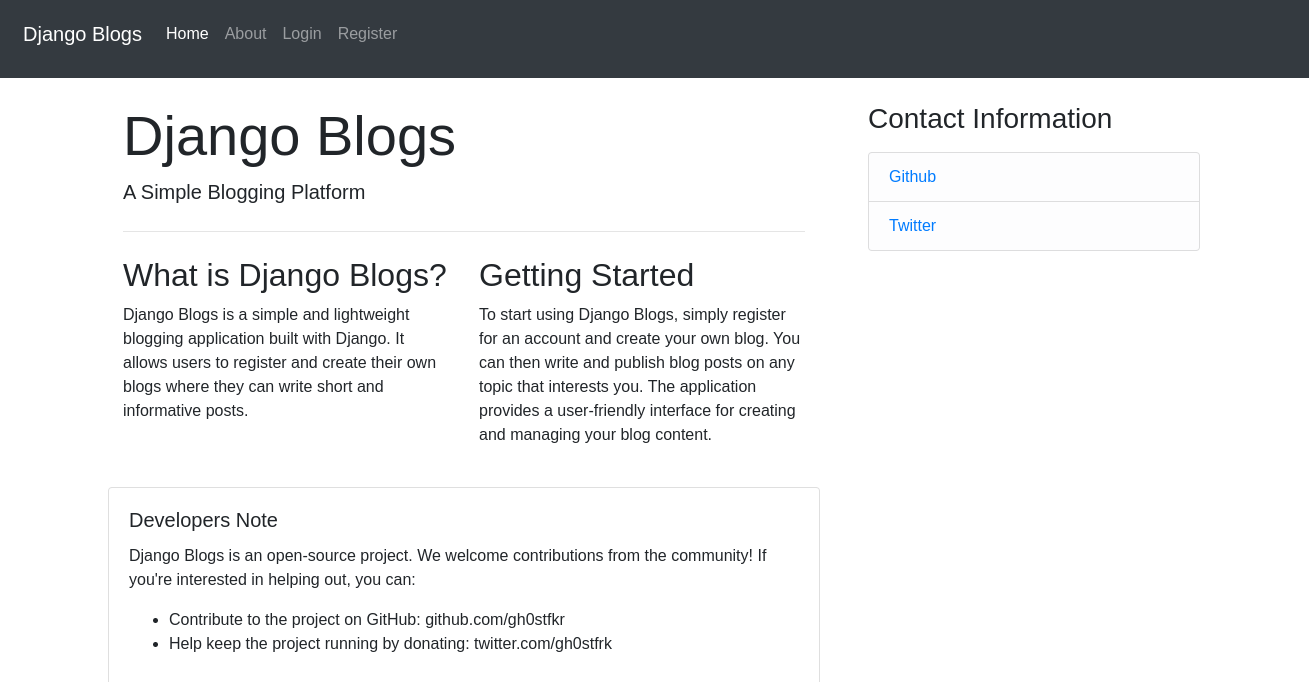 Django Blogs Home About Login Register
Django Blogs
A Simple Blogging Platform
What is Django Blogs?
Django Blogs is a simple and lightweight
blogging application built with Django. It
allows users to register and create their own
blogs where they can write short and
informative posts.
Getting Started
To start using Django Blogs, simply register
for an account and create your own blog. You
can then write and publish blog posts on any
topic that interests you. The application
provides a user-friendly interface for creating
and managing your blog content.
Developers Note
Django Blogs is an open-source project. We welcome contributions from the community! If
you're interested in helping out, you can:
• Contribute to the project on GitHub: github.com/gh0stfkr
• Help keep the project running by donating: twitter.com/gh0stfrk
Contact Information
Github
Twitter